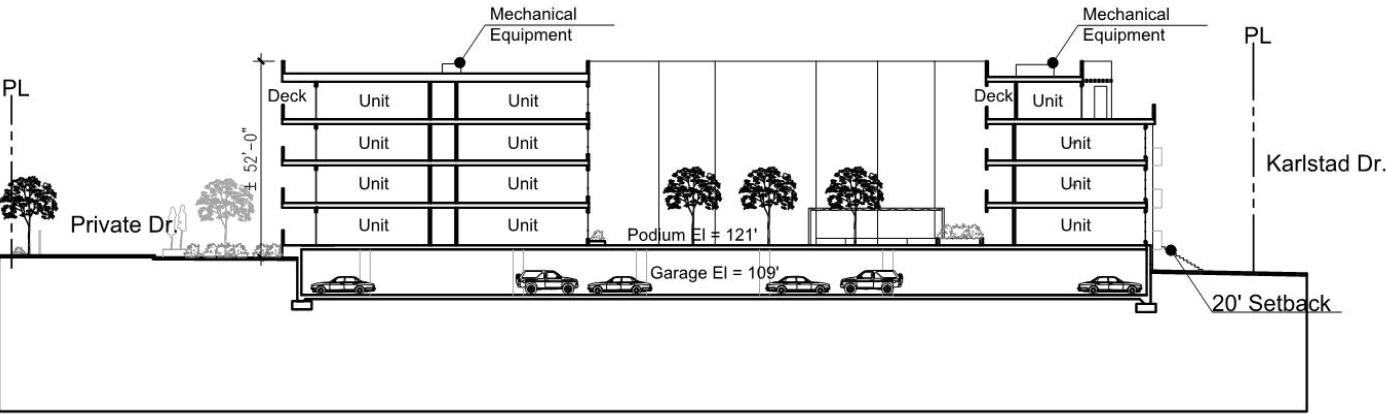 Mechanical
Equipment
Mechanical
Equipment
PL
PL
Deck
Unit
Unit
Deck
Unit
± 52'-0"
Unit
Unit
Unit
Karlstad Dr.
Unit
Unit
Unit
Private Dr.
Unit
Unit
Unit
Podium El = 121'
Garage El = 109'
20' Setback